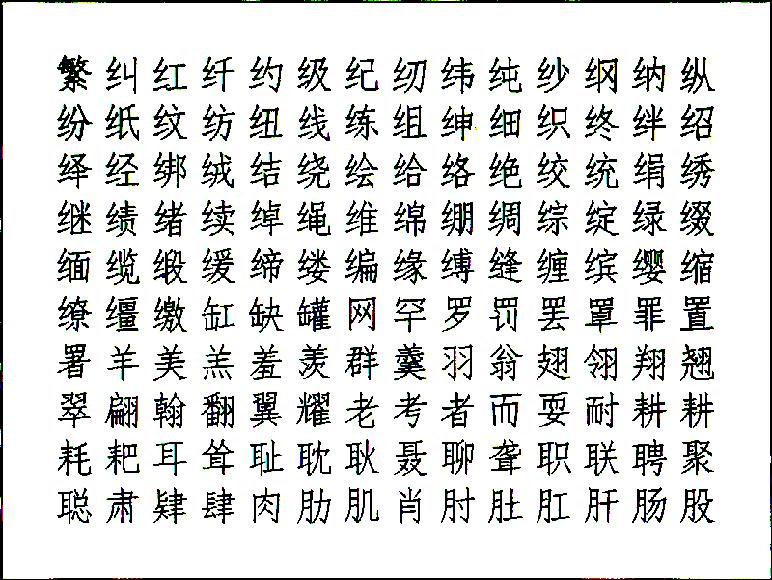 繁纠红纤约级纪纫纬纯纱纲纳纵
纷纸纹纺纽线练组绅细织终绊绍
绎经绑绒结绕绘给络绝绞统绢绣
继绩绪续绰绳维绵绷绸综绽绿缀
缅缆缎缓缔缕编缘缚缝缠缤缨缩
缭缰缴缸缺罐网罕罗罚罢罩罪置
署羊美羔羞羡群羹羽翁翅翎翔翘
翠翩翰翻翼耀老考者而耍耐耕耕
耗耙耳耸耻耽耿聂聊聋职联聘聚
聪肃肄肆肉肋肌肖肘肚肛肝肠股